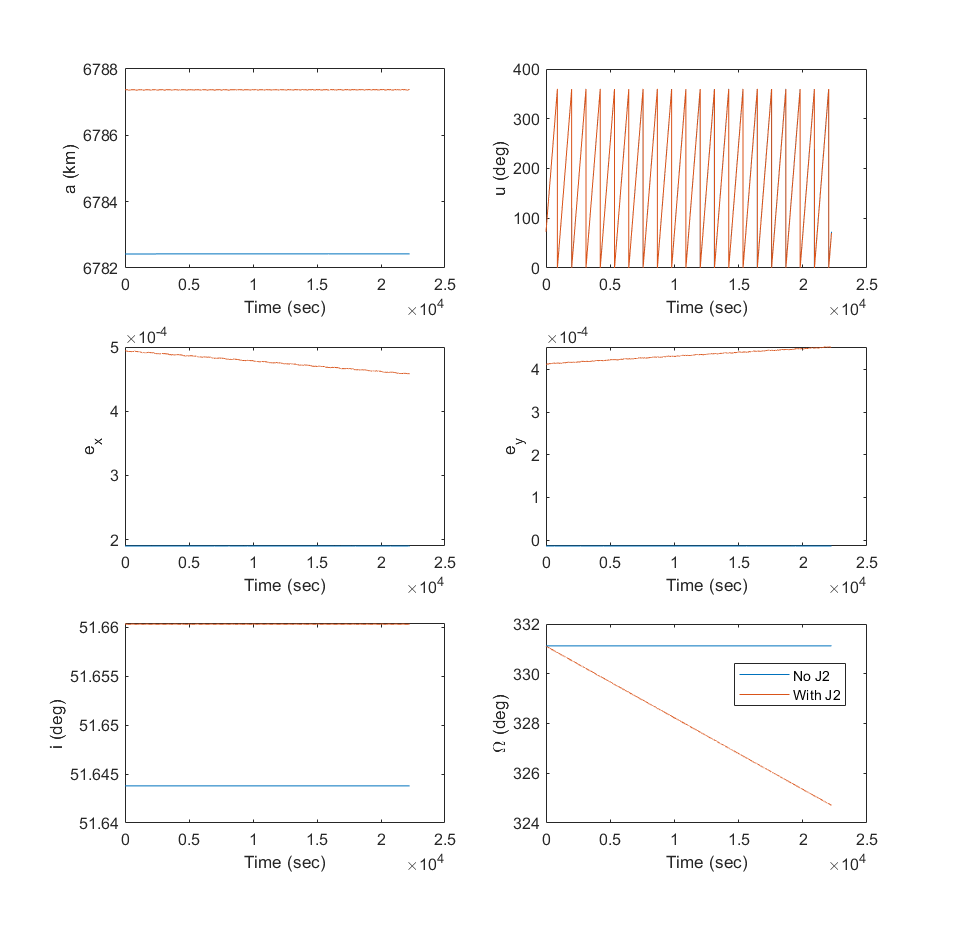 6788
6786
6784
6782
a (km)
0 0.5 1 1.5 2 2.5
Time (sec)
×10^4
400
300
200
100
0
u (deg)
0 0.5 1 1.5 2 2.5
Time (sec)
×10^4
×10^-4
5
4
3
2
e_x
0 0.5 1 1.5 2 2.5
Time (sec)
×10^4
×10^-4
4
3
2
1
0
e_y
0 0.5 1 1.5 2 2.5
Time (sec)
×10^4
51.66
51.655
51.65
51.645
51.64
i (deg)
0 0.5 1 1.5 2 2.5
Time (sec)
×10^4
332
330
328
326
324
Ω (deg)
No J2
With J2
0 0.5 1 1.5 2 2.5
Time (sec)
×10^4